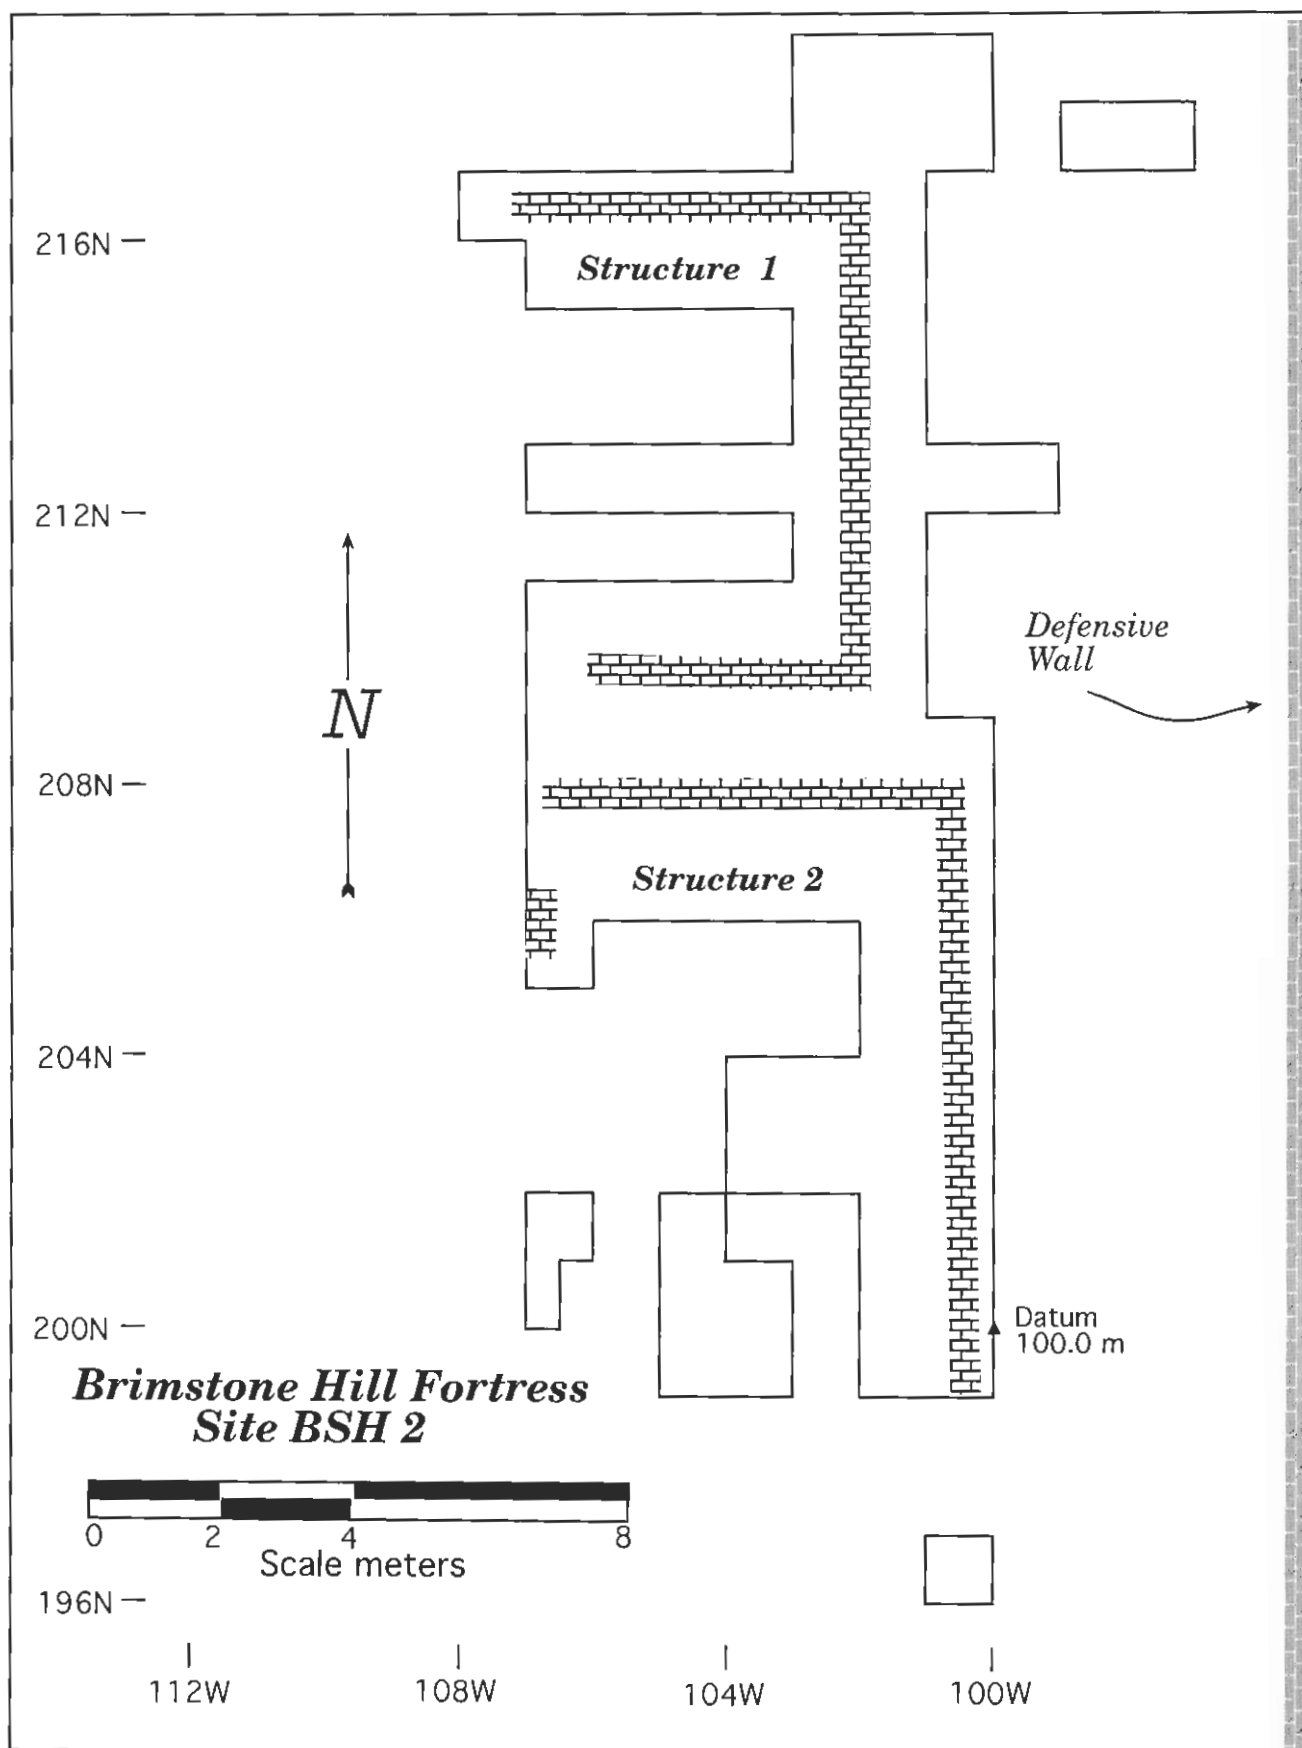 216N
Structure 1
212N
Defensive
Wall
N
208N
Structure 2
204N
200N
Datum
100.0 m
Brimstone Hill Fortress
Site BSH 2
0 2 4 8
Scale meters
196N
112W 108W 104W 100W